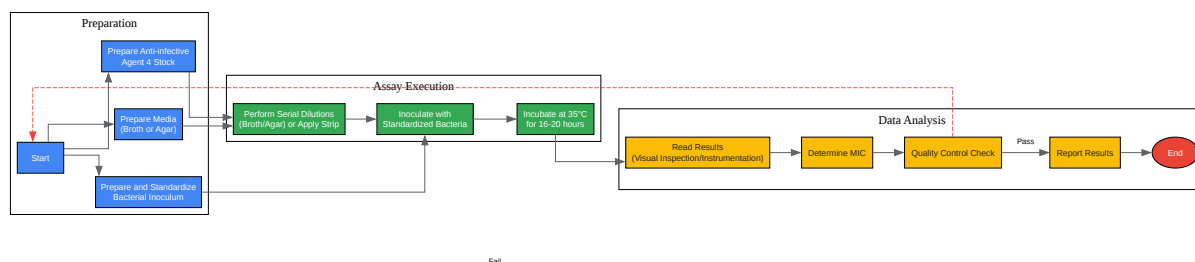 Preparation
Prepare Anti-infective
Agent 4 Stock
Prepare Media
(Broth or Agar)
Start
Prepare and Standardize
Bacterial Inoculum
Assay Execution
Perform Serial Dilutions
(Broth/Agar) or Apply Strip
Inoculate with
Standardized Bacteria
Incubate at 35°C
for 16-20 hours
Data Analysis
Read Results
(Visual Inspection/Instrumentation)
Determine MIC
Quality Control Check
Pass
Report Results
End
Fail